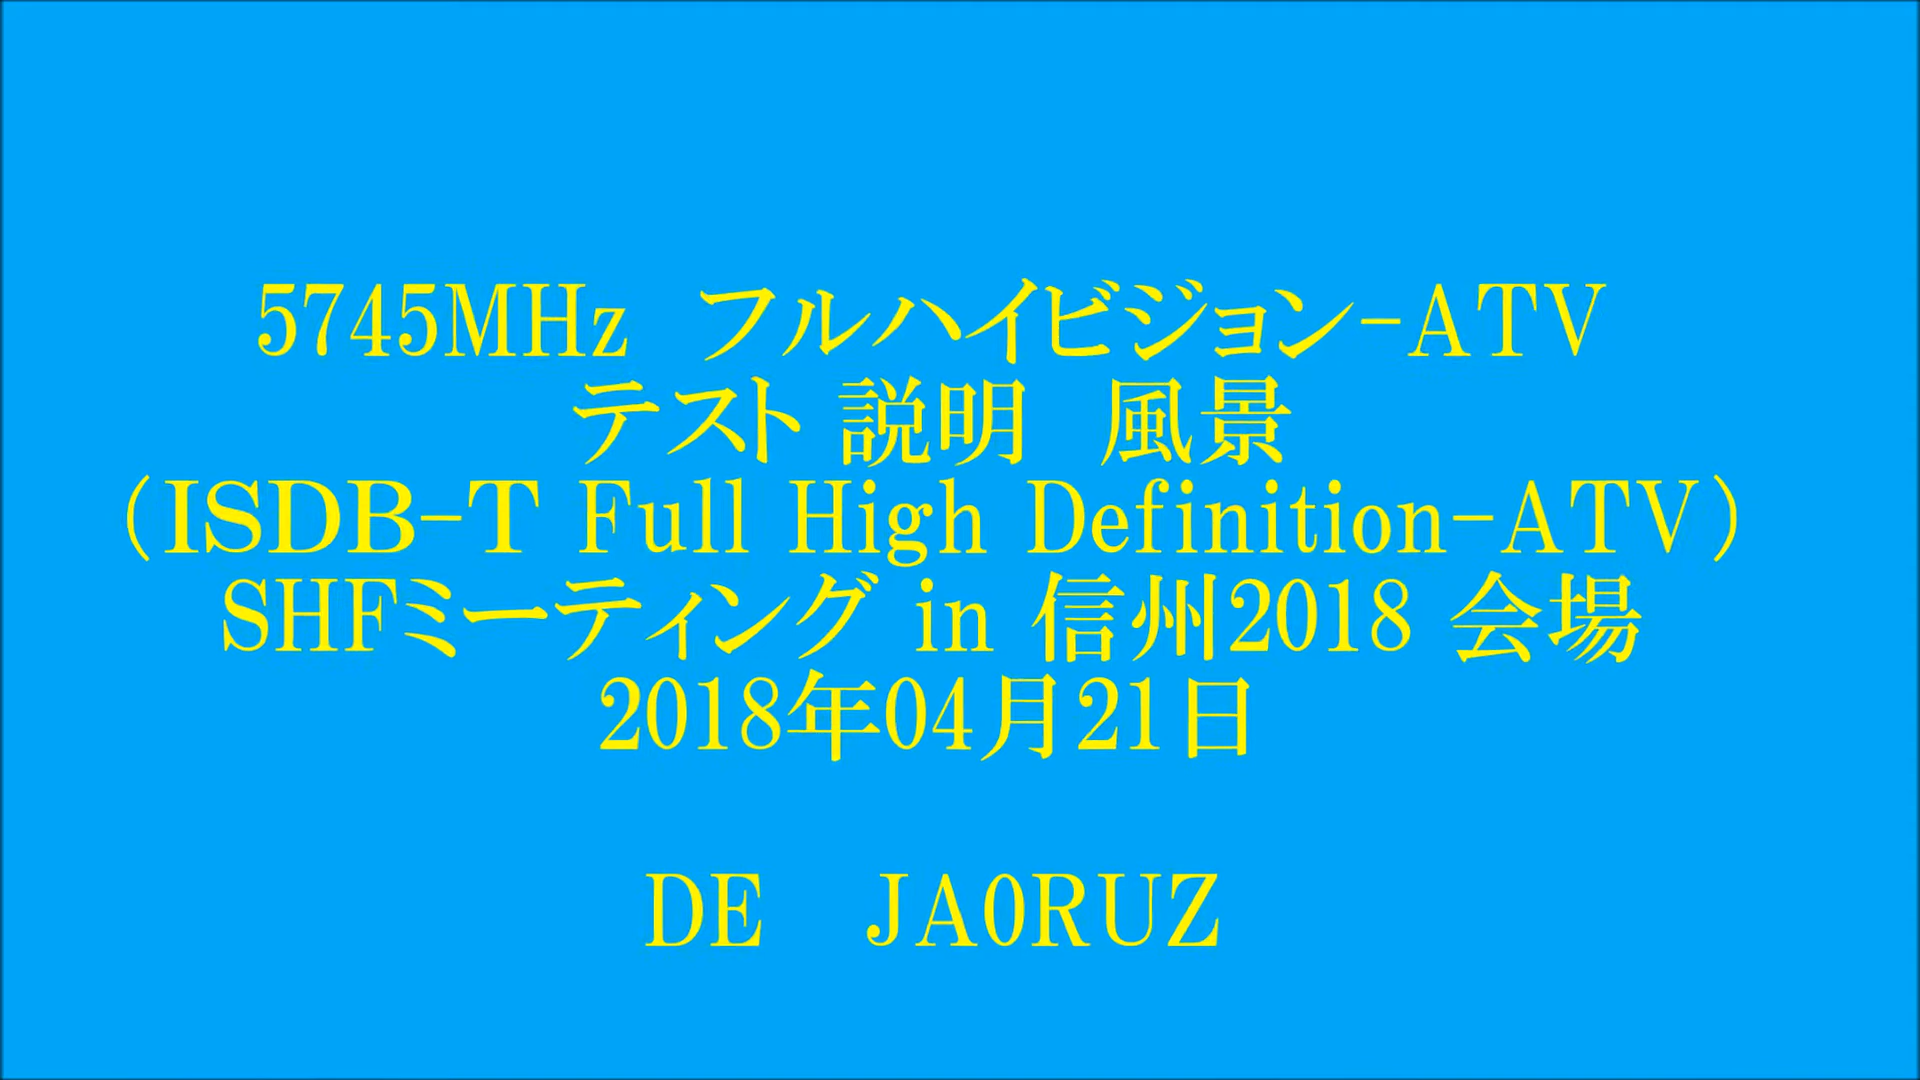 5745MHz　フルハイビジョン-ATV
テスト 説明　風景
(ISDB-T Full High Definition-ATV)
SHFミーティング in 信州2018 会場
2018年04月21日
DE　JA0RUZ